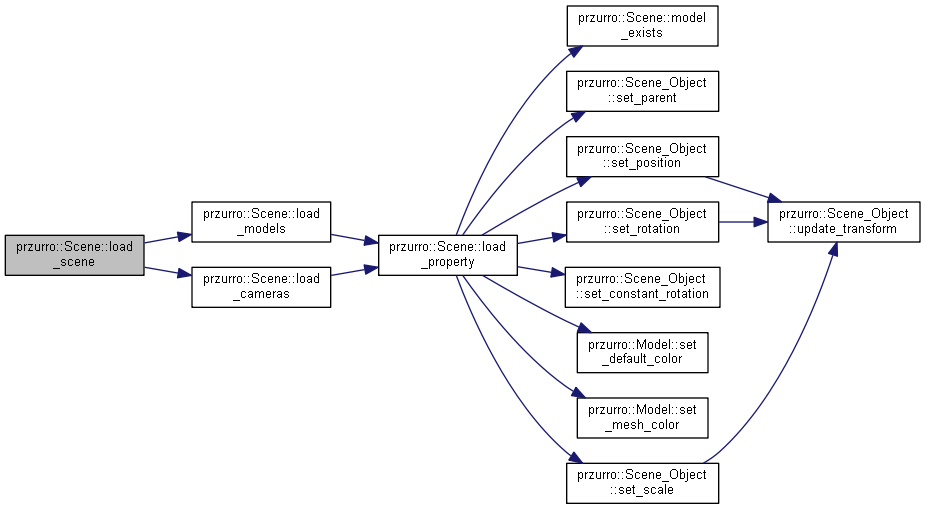 przurro::Scene::load
_scene
przurro::Scene::load
_models
przurro::Scene::load
_cameras
przurro::Scene::load
_property
przurro::Scene::model
_exists
przurro::Scene_Object
::set_parent
przurro::Scene_Object
::set_position
przurro::Scene_Object
::set_rotation
przurro::Scene_Object
::set_constant_rotation
przurro::Model::set
_default_color
przurro::Model::set
_mesh_color
przurro::Scene_Object
::set_scale
przurro::Scene_Object
::update_transform